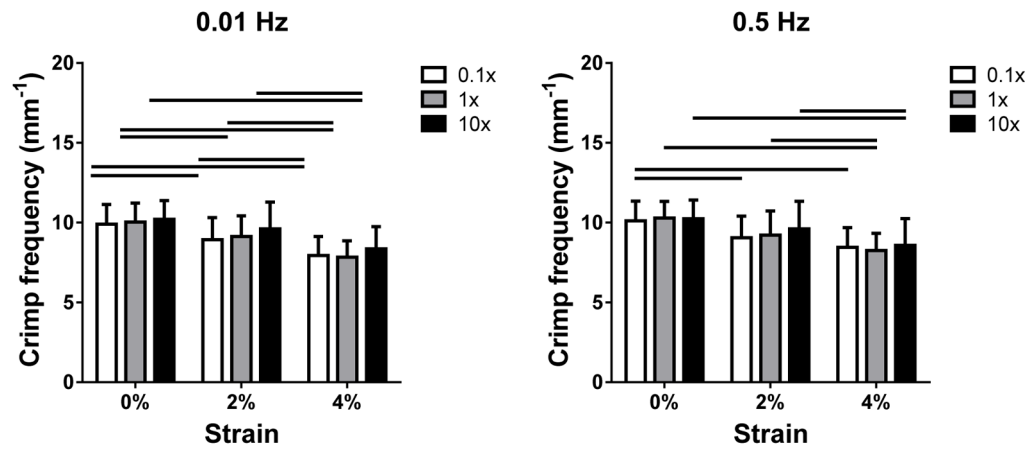 0.01 Hz
Crimp frequency (mm⁻¹)
20
15
10
5
0
0%
2%
4%
Strain
0.1x
1x
10x
0.5 Hz
Crimp frequency (mm⁻¹)
20
15
10
5
0
0%
2%
4%
Strain
0.1x
1x
10x